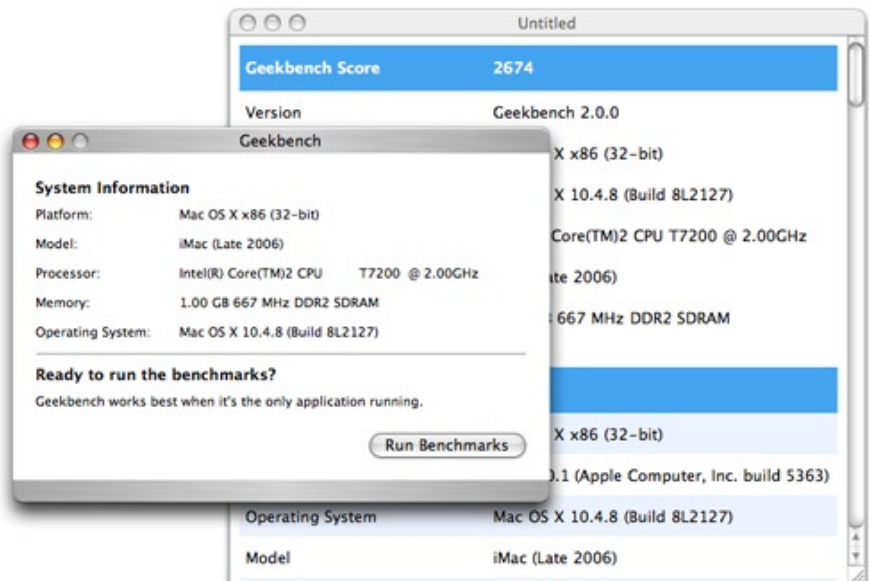 Untitled
Geekbench Score 2674
Version Geekbench 2.0.0
X x86 (32-bit)
X 10.4.8 (Build 8L2127)
Core(TM)2 CPU T7200 @ 2.00GHz
2006)
667 MHz DDR2 SDRAM
X x86 (32-bit)
(Apple Computer, Inc. build 5363)
Operating System Mac OS X 10.4.8 (Build 8L2127)
Model iMac (Late 2006)
Geekbench
System Information
Platform: Mac OS X x86 (32-bit)
Model: iMac (Late 2006)
Processor: Intel(R) Core(TM)2 CPU T7200 @ 2.00GHz
Memory: 1.00 GB 667 MHz DDR2 SDRAM
Operating System: Mac OS X 10.4.8 (Build 8L2127)
Ready to run the benchmarks?
Geekbench works best when it's the only application running.
Run Benchmarks